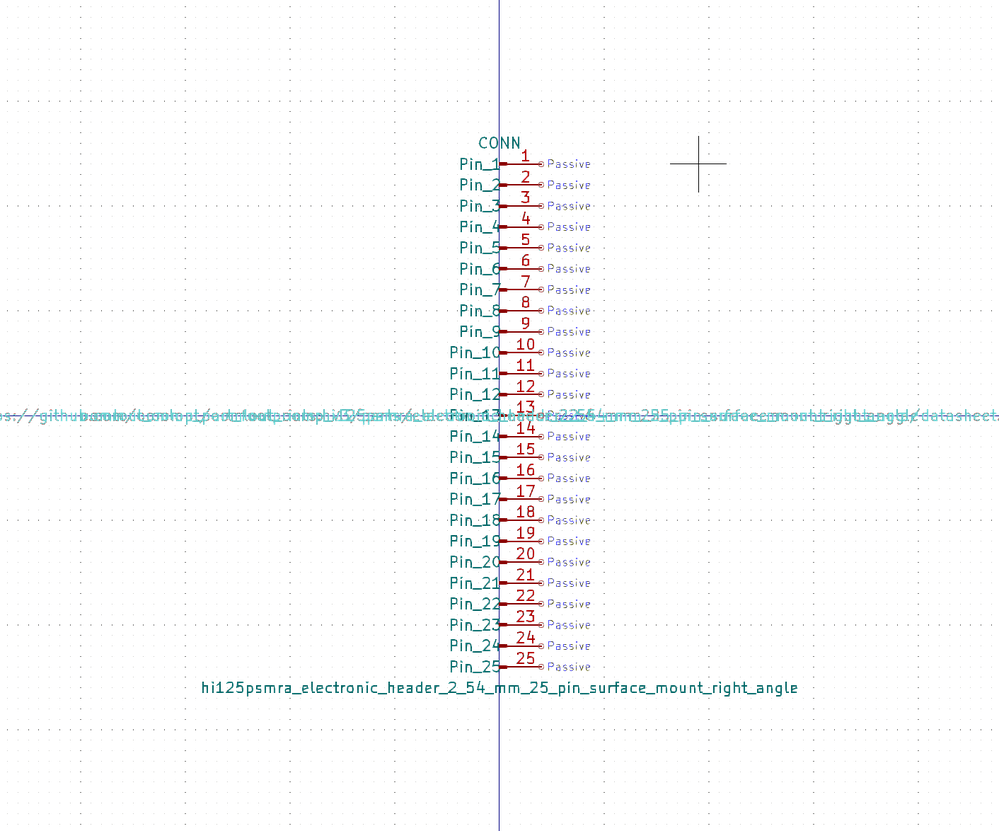 CONN
Pin_1 1 Passive
Pin_2 2 Passive
Pin_3 3 Passive
Pin_4 4 Passive
Pin_5 5 Passive
Pin_6 6 Passive
Pin_7 7 Passive
Pin_8 8 Passive
Pin_9 9 Passive
Pin_10 10 Passive
Pin_11 11 Passive
Pin_12 12 Passive
Pin_13 13
Pin_14 14 Passive
Pin_15 15 Passive
Pin_16 16 Passive
Pin_17 17 Passive
Pin_18 18 Passive
Pin_19 19 Passive
Pin_20 20 Passive
Pin_21 21 Passive
Pin_22 22 Passive
Pin_23 23 Passive
Pin_24 24 Passive
Pin_25 25 Passive
hi125psmra_electronic_header_2_54_mm_25_pin_surface_mount_right_angle